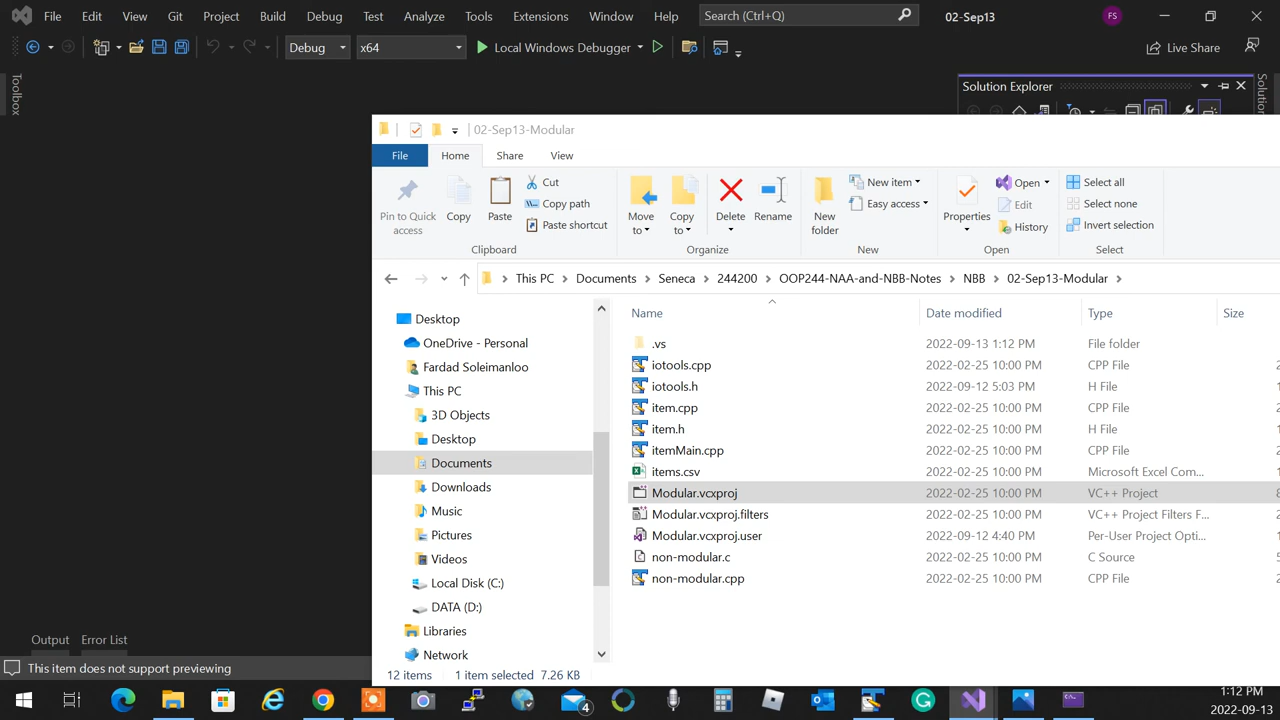 File Edit View Git Project Build Debug Test Analyze Tools Extensions Window Help Search (Ctrl+Q) 02-Sep13 FS
Debug x64 Local Windows Debugger Live Share
Toolbox
Solution Explorer
02-Sep13-Modular
File Home Share View
Pin to Quick access
Copy
Paste
Cut
Copy path
Paste shortcut
Clipboard
Move to
Copy to
Delete
Rename
Organize
New folder
New item
Easy access
New
Properties
Open
Edit
History
Open
Select all
Select none
Invert selection
Select
This PC Documents Seneca 244200 OOP244-NAA-and-NBB-Notes NBB 02-Sep13-Modular
Desktop
OneDrive - Personal
Fardad Soleimanloo
This PC
3D Objects
Desktop
Documents
Downloads
Music
Pictures
Videos
Local Disk (C:)
DATA (D:)
Libraries
Network
Name Date modified Type Size
.vs 2022-09-13 1:12 PM File folder
iotools.cpp 2022-02-25 10:00 PM CPP File
iotools.h 2022-09-12 5:03 PM H File
item.cpp 2022-02-25 10:00 PM CPP File
item.h 2022-02-25 10:00 PM H File
itemMain.cpp 2022-02-25 10:00 PM CPP File
items.csv 2022-02-25 10:00 PM Microsoft Excel Com...
Modular.vcxproj 2022-02-25 10:00 PM VC++ Project
Modular.vcxproj.filters 2022-02-25 10:00 PM VC++ Project Filters F...
Modular.vcxproj.user 2022-09-12 4:40 PM Per-User Project Opti...
non-modular.c 2022-02-25 10:00 PM C Source
non-modular.cpp 2022-02-25 10:00 PM CPP File
Output Error List
This item does not support previewing
12 items 1 item selected 7.26 KB
4
1:12 PM
2022-09-13